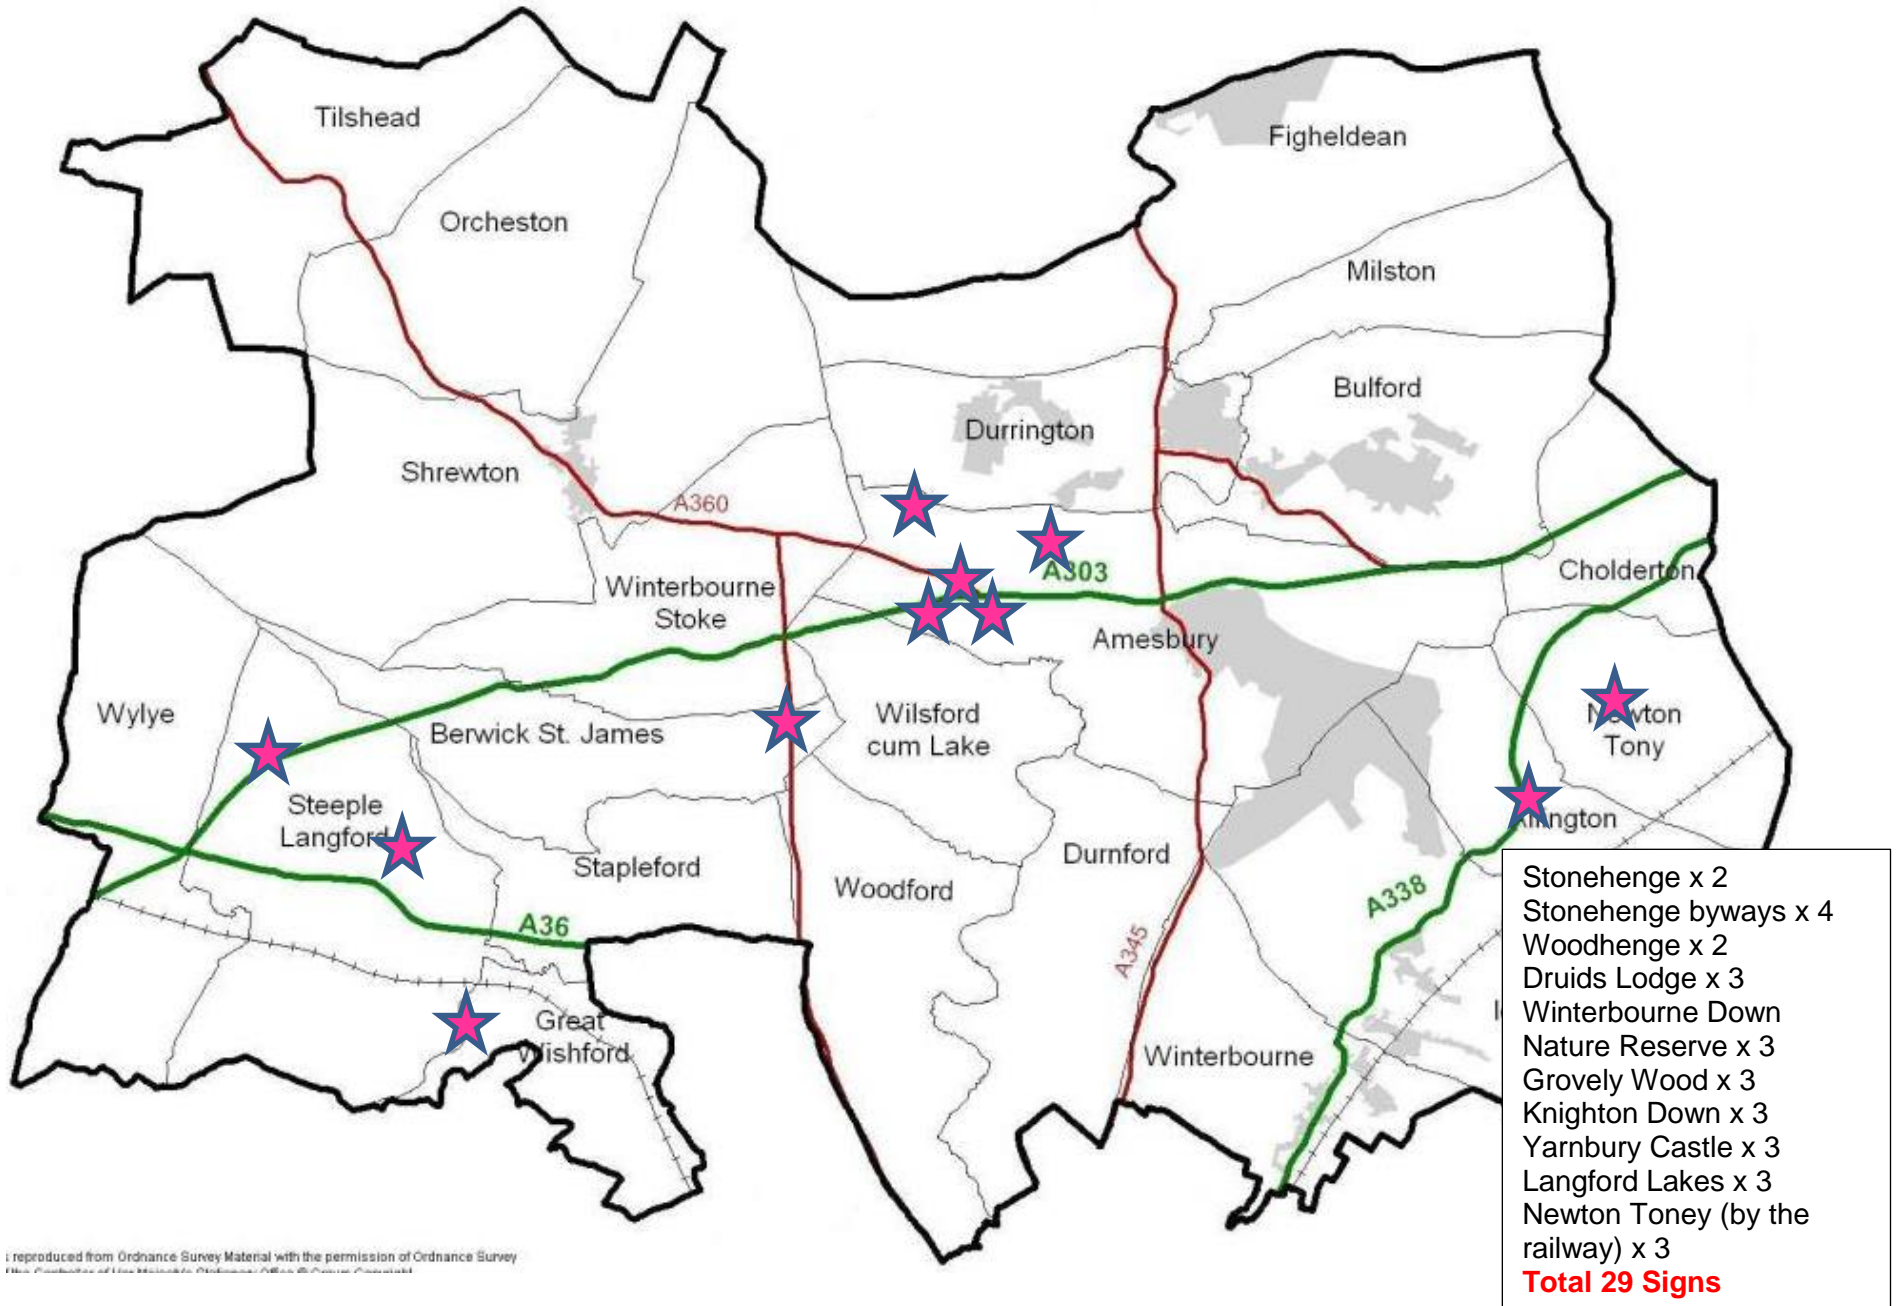 Tilshead
Figheldean
Orcheston
Milston
Bulford
Durrington
Shrewton
A360
A303
Cholderton
Winterbourne
Stoke
Amesbury
Wylye
Berwick St. James
Wilsford
cum Lake
Newton
Tony
Steeple
Langford
Allington
Stapleford
Durnford
Woodford
A338
A36
A345
Great
Wishford
Winterbourne
Stonehenge x 2
Stonehenge byways x 4
Woodhenge x 2
Druids Lodge x 3
Winterbourne Down
Nature Reserve x 3
Grovely Wood x 3
Knighton Down x 3
Yarnbury Castle x 3
Langford Lakes x 3
Newton Toney (by the
railway) x 3
Total 29 Signs
reproduced from Ordnance Survey Material with the permission of Ordnance Survey